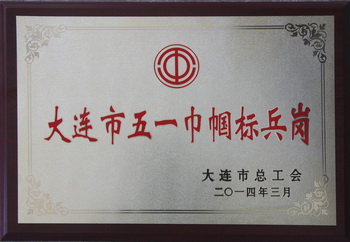 大连市五一巾帼标兵岗
大连市总工会
二〇一四年三月